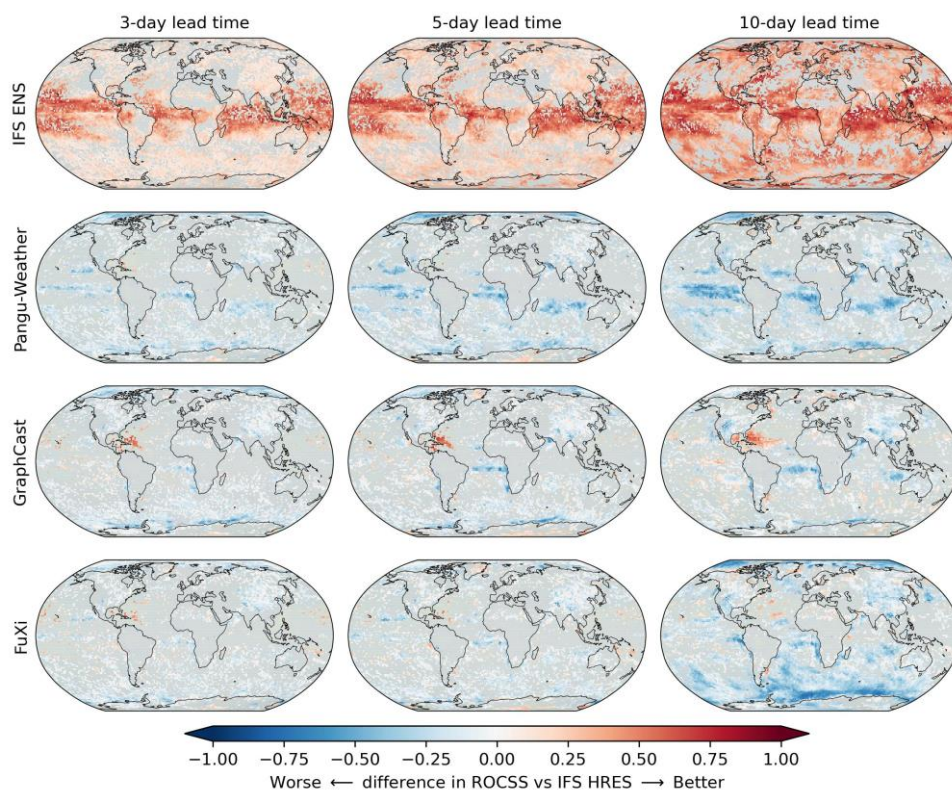 3-day lead time
5-day lead time
10-day lead time
IFS ENS
Pangu-Weather
GraphCast
FuXi
−1.00 −0.75 −0.50 −0.25 0.00 0.25 0.50 0.75 1.00
Worse ← difference in ROCSS vs IFS HRES → Better